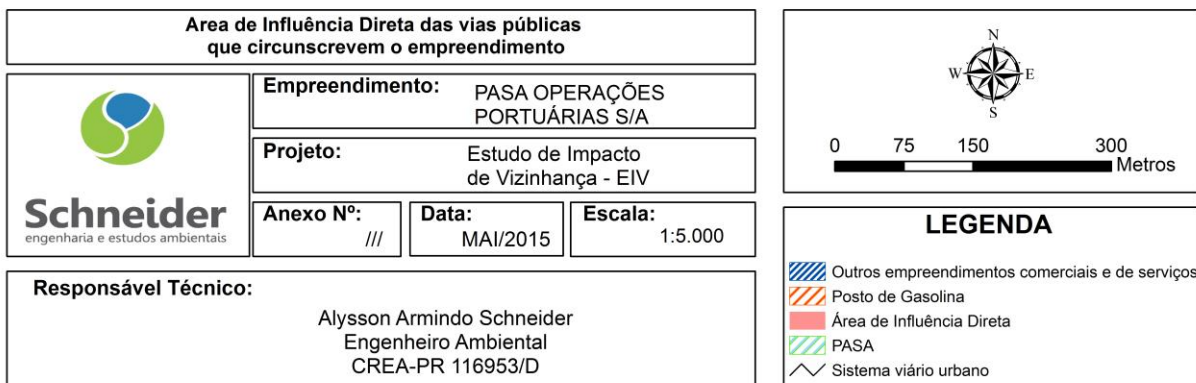 Area de Influência Direta das vias públicas
que circunscrevem o empreendimento
Schneider
engenharia e estudos ambientais
Empreendimento: PASA OPERAÇÕES
PORTUÁRIAS S/A
Projeto: Estudo de Impacto
de Vizinhança - EIV
Anexo Nº:
///
Data:
MAI/2015
Escala:
1:5.000
Responsável Técnico:
Alysson Armindo Schneider
Engenheiro Ambiental
CREA-PR 116953/D
N
W E
S
0 75 150 300
Metros
LEGENDA
Outros empreendimentos comerciais e de serviços
Posto de Gasolina
Área de Influência Direta
PASA
Sistema viário urbano